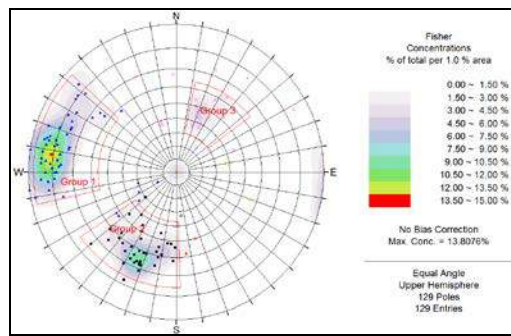 N
W
E
S
Group 1
Group 2
Group 3
Fisher
Concentrations
% of total per 1.0 % area
0.00 ~ 1.50 %
1.50 ~ 3.00 %
3.00 ~ 4.50 %
4.50 ~ 6.00 %
6.00 ~ 7.50 %
7.50 ~ 9.00 %
9.00 ~ 10.50 %
10.50 ~ 12.00 %
12.00 ~ 13.50 %
13.50 ~ 15.00 %
No Bias Correction
Max. Conc. = 13.8076%
Equal Angle
Upper Hemisphere
129 Poles
129 Entries